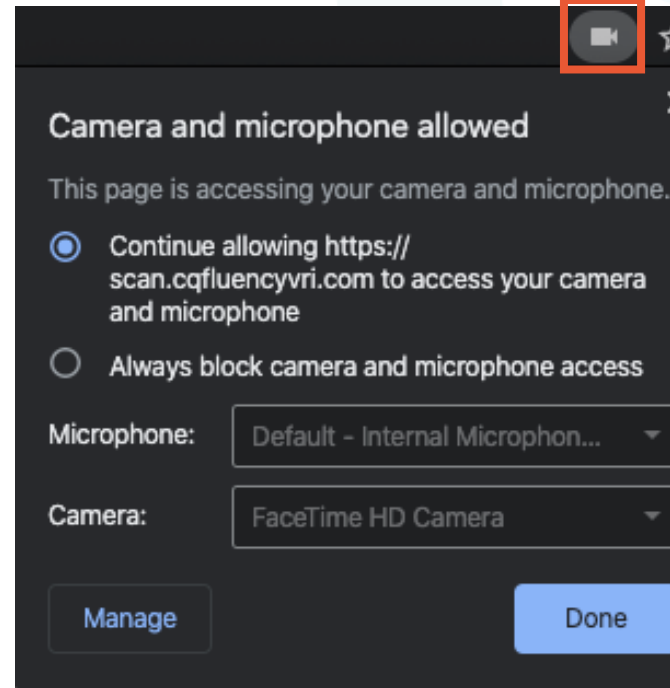 Camera and microphone allowed
This page is accessing your camera and microphone.
Continue allowing https://
scan.cqfluencyvri.com to access your camera
and microphone
Always block camera and microphone access
Microphone:
Default - Internal Microphon...
Camera:
FaceTime HD Camera
Manage
Done